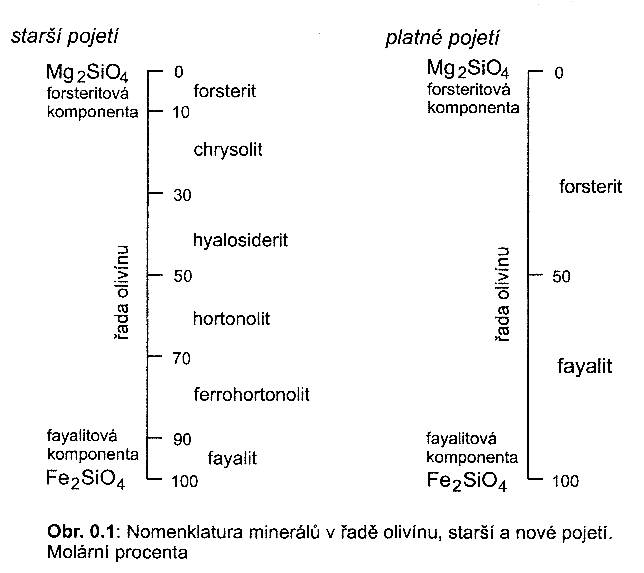 starší pojetí
Mg2SiO4
forsteritová
komponenta
řada olivínu
fayalitová
komponenta
Fe2SiO4
0
10
30
50
70
90
100
forsterit
chrysolit
hyalosiderit
hortonolit
ferrohortonolit
fayalit
platné pojetí
Mg2SiO4
forsteritová
komponenta
řada olivínu
fayalitová
komponenta
Fe2SiO4
0
50
100
forsterit
fayalit
Obr. 0.1: Nomenklatura minerálů v řadě olivínu, starší a nové pojetí.
Molární procenta